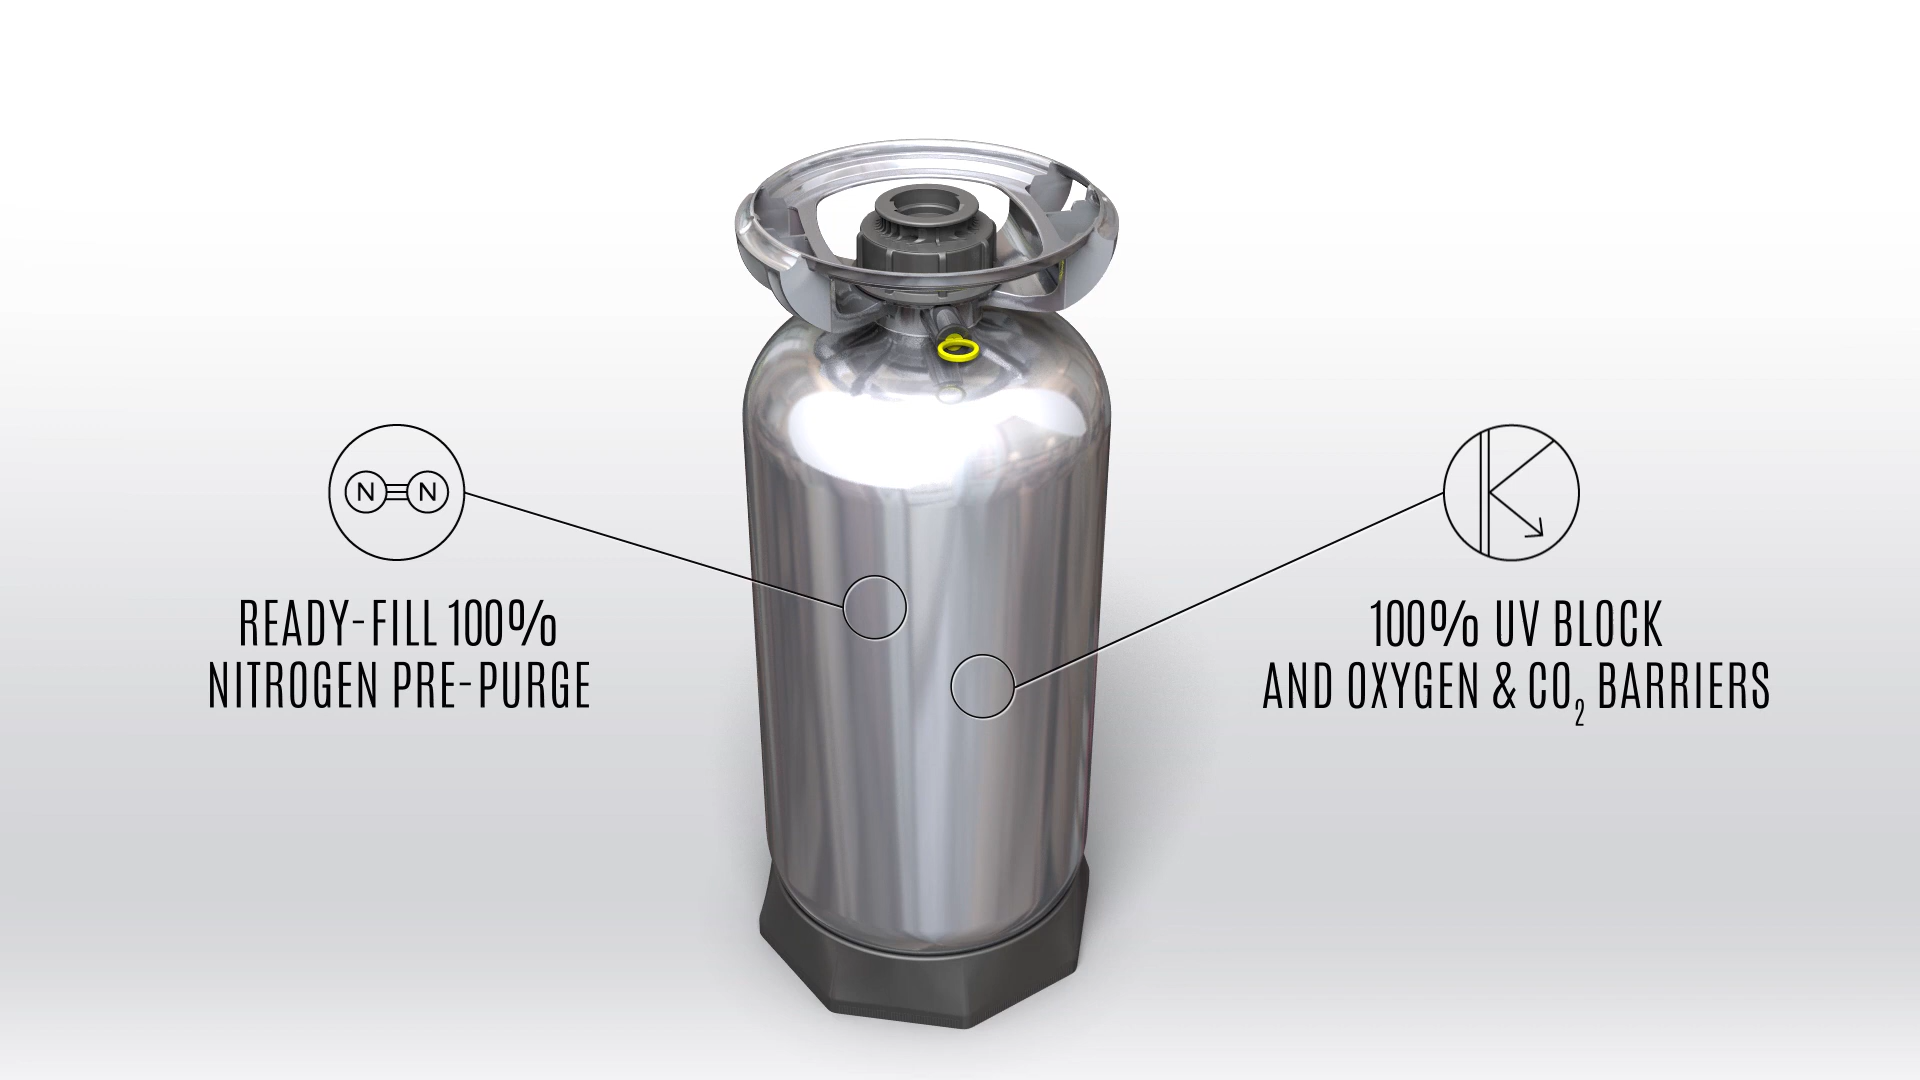 N≡N
READY-FILL 100%
NITROGEN PRE-PURGE
100% UV BLOCK
AND OXYGEN & CO₂ BARRIERS